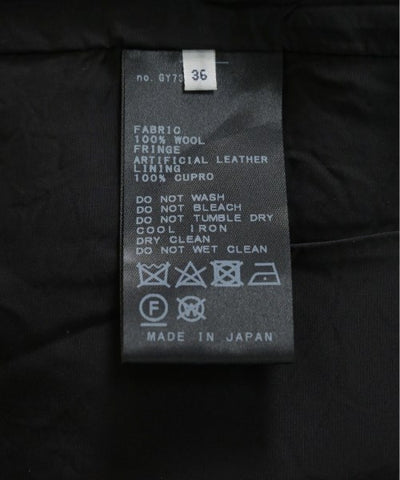 no. GY73
36
FABRIC
100% WOOL
FRINGE
ARTIFICIAL LEATHER
LINING
100% CUPRO
DO NOT WASH
DO NOT BLEACH
DO NOT TUMBLE DRY
COOL IRON
DRY CLEAN
DO NOT WET CLEAN
F W
MADE IN JAPAN